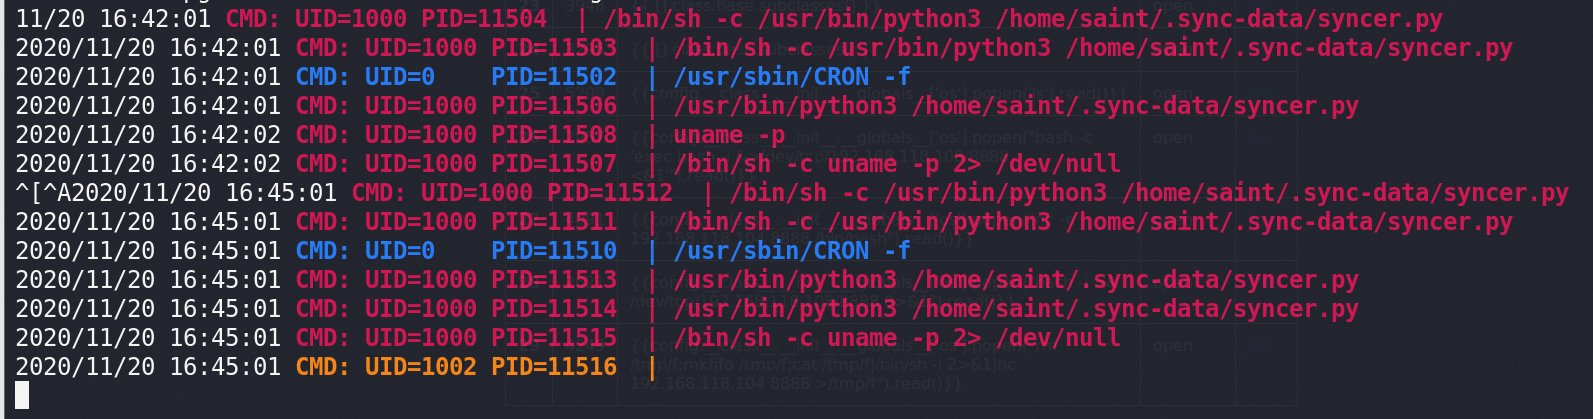 11/20 16:42:01 CMD: UID=1000 PID=11504  | /bin/sh -c /usr/bin/python3 /home/saint/.sync-data/syncer.py
2020/11/20 16:42:01 CMD: UID=1000 PID=11503  | /bin/sh -c /usr/bin/python3 /home/saint/.sync-data/syncer.py
2020/11/20 16:42:01 CMD: UID=0    PID=11502  | /usr/sbin/CRON -f
2020/11/20 16:42:01 CMD: UID=1000 PID=11506  | /usr/bin/python3 /home/saint/.sync-data/syncer.py
2020/11/20 16:42:02 CMD: UID=1000 PID=11508  | uname -p
2020/11/20 16:42:02 CMD: UID=1000 PID=11507  | /bin/sh -c uname -p 2> /dev/null
^[^A2020/11/20 16:45:01 CMD: UID=1000 PID=11512  | /bin/sh -c /usr/bin/python3 /home/saint/.sync-data/syncer.py
2020/11/20 16:45:01 CMD: UID=1000 PID=11511  | /bin/sh -c /usr/bin/python3 /home/saint/.sync-data/syncer.py
2020/11/20 16:45:01 CMD: UID=0    PID=11510  | /usr/sbin/CRON -f
2020/11/20 16:45:01 CMD: UID=1000 PID=11513  | /usr/bin/python3 /home/saint/.sync-data/syncer.py
2020/11/20 16:45:01 CMD: UID=1000 PID=11514  | /usr/bin/python3 /home/saint/.sync-data/syncer.py
2020/11/20 16:45:01 CMD: UID=1000 PID=11515  | /bin/sh -c uname -p 2> /dev/null
2020/11/20 16:45:01 CMD: UID=1002 PID=11516  |